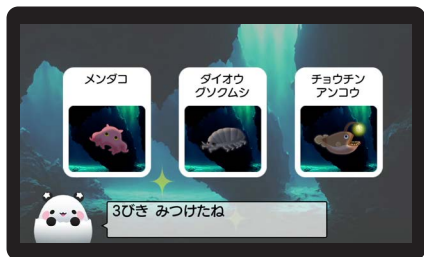 メンダコ
ダイオウ
グソクムシ
チョウチン
アンコウ
3びき みつけたね